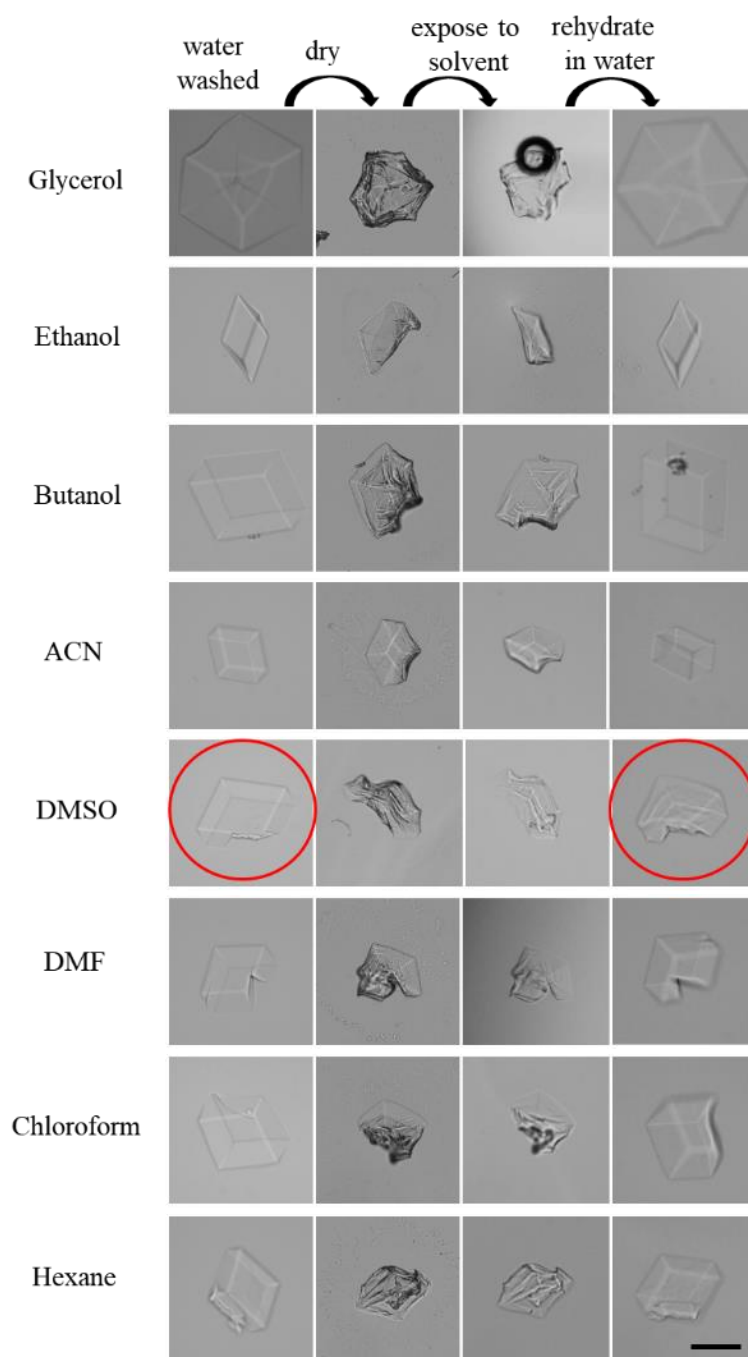 water
washed
dry
expose to
solvent
rehydrate
in water
Glycerol
Ethanol
Butanol
ACN
DMSO
DMF
Chloroform
Hexane